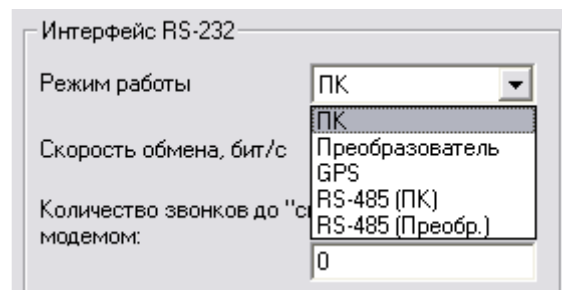 Интерфейс RS-232
Режим работы
ПК
ПК
Преобразователь
Скорость обмена, бит/с
GPS
RS-485 (ПК)
Количество звонков до
RS-485 (Преобр.)
модемом:
0